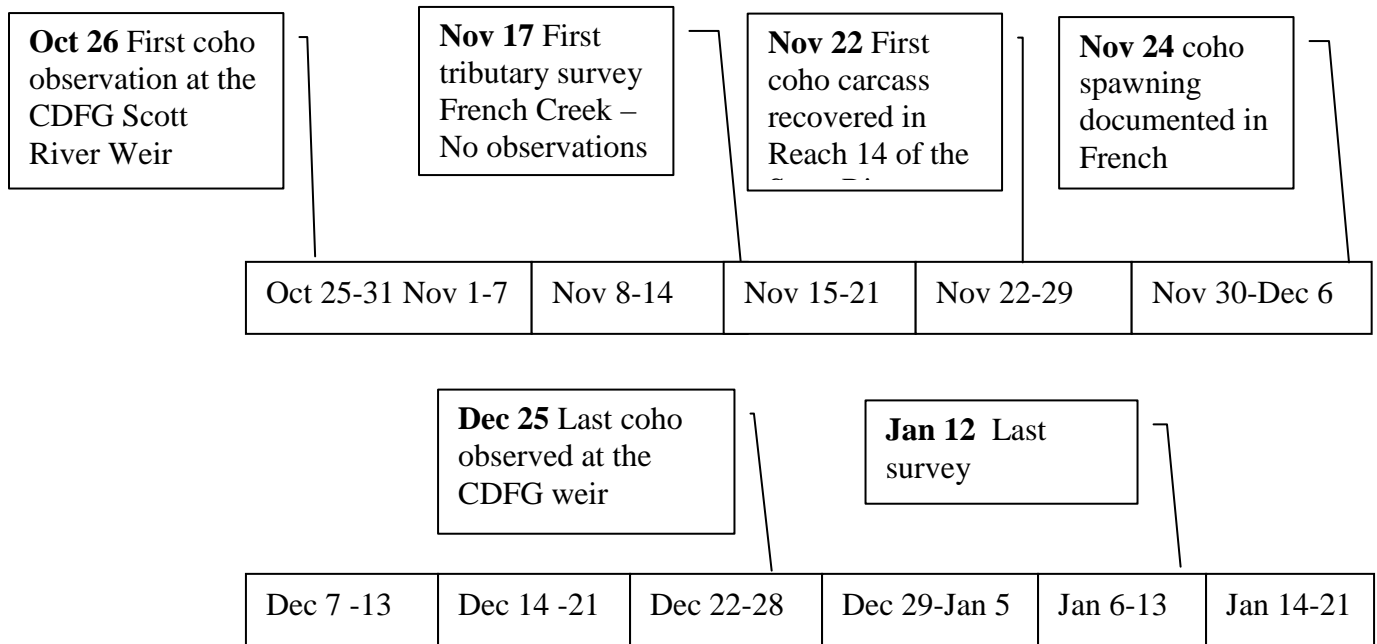 Oct 26 First coho
observation at the
CDFG Scott
River Weir
Nov 17 First
tributary survey
French Creek –
No observations
Nov 22 First
coho carcass
recovered in
Reach 14 of the
Nov 24 coho
spawning
documented in
French
Oct 25-31 Nov 1-7
Nov 8-14
Nov 15-21
Nov 22-29
Nov 30-Dec 6
Dec 25 Last coho
observed at the
CDFG weir
Jan 12 Last
survey
Dec 7 -13
Dec 14 -21
Dec 22-28
Dec 29-Jan 5
Jan 6-13
Jan 14-21